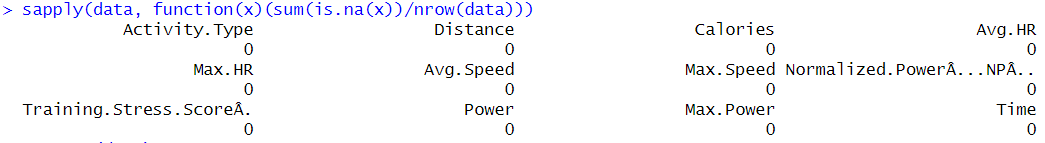 > sapply(data, function(x)(sum(is.na(x))/nrow(data)))
Activity.Type Distance Calories Avg.HR
0 0 0 0
Max.HR Avg.Speed Max.Speed Normalized.PowerÂ...NPÂ..
0 0 0 0
Training.Stress.ScoreÂ. Power Max.Power Time
0 0 0 0